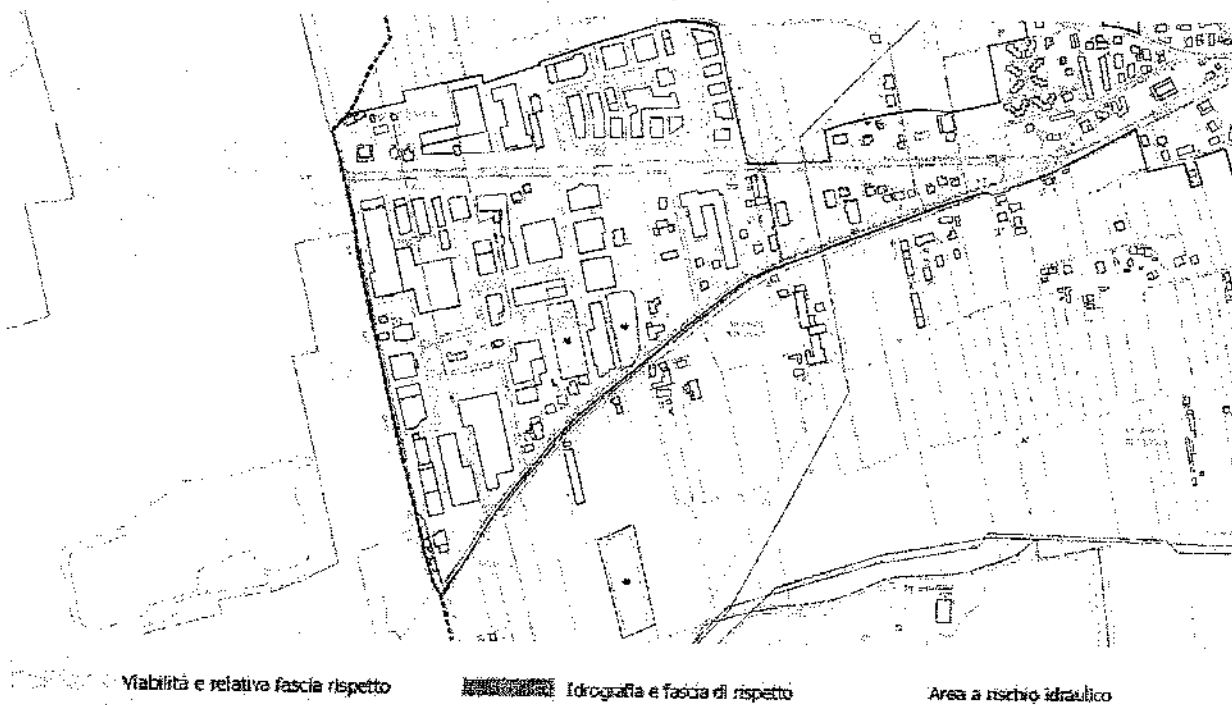 Viabilità e relativa fascia rispetto
Idrografia e fascia di rispetto
Area a rischio idraulico